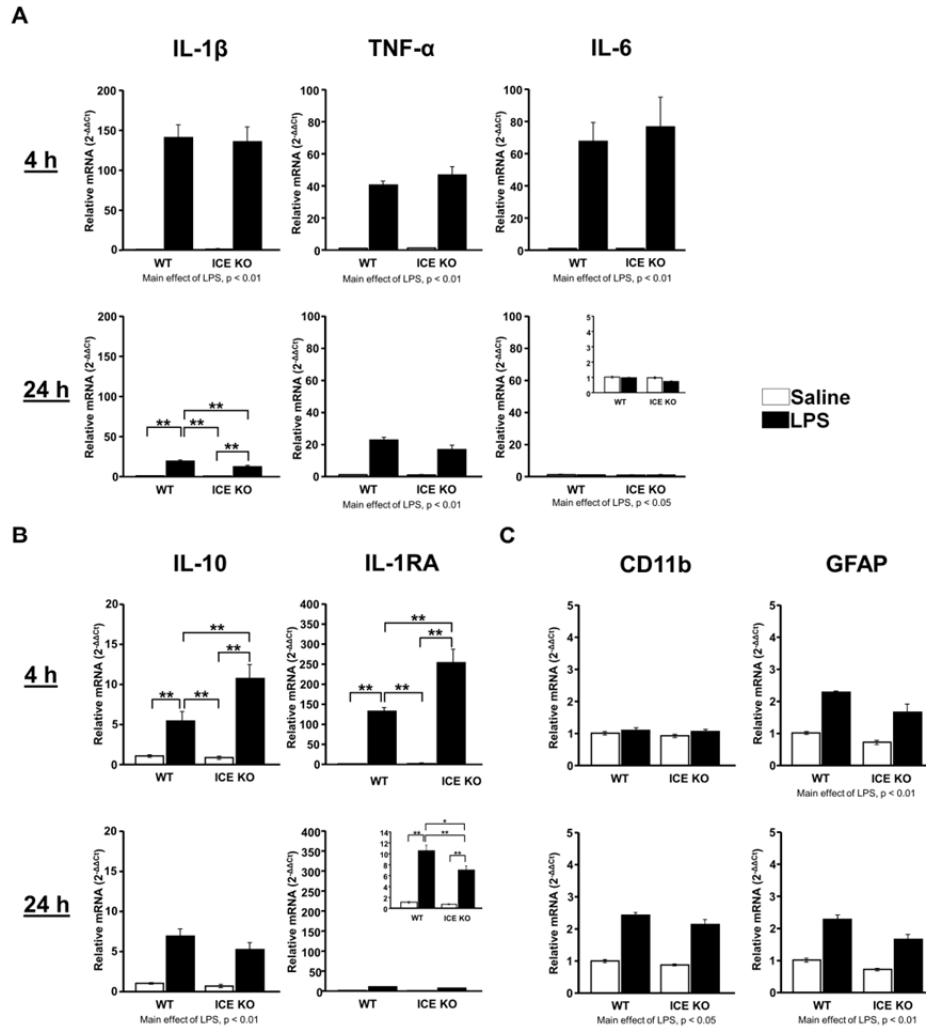 A
IL-1β TNF-α IL-6
4 h
Relative mRNA (2-ΔΔCt)
200
150
100
50
0
WT ICE KO
Main effect of LPS, p < 0.01
Relative mRNA (2-ΔΔCt)
100
80
60
40
20
0
WT ICE KO
Main effect of LPS, p < 0.01
Relative mRNA (2-ΔΔCt)
100
80
60
40
20
0
WT ICE KO
Main effect of LPS, p < 0.01
24 h
Relative mRNA (2-ΔΔCt)
200
150
100
50
0
**
** **
**
WT ICE KO
Relative mRNA (2-ΔΔCt)
100
80
60
40
20
0
WT ICE KO
Main effect of LPS, p < 0.01
Relative mRNA (2-ΔΔCt)
100
80
60
40
20
0
5
4
3
2
1
0
WT ICE KO
WT ICE KO
Main effect of LPS, p < 0.05
Saline
LPS
B
IL-10 IL-1RA
4 h
Relative mRNA (2-ΔΔCt)
20
15
10
5
0
**
**
** **
WT ICE KO
Relative mRNA (2-ΔΔCt)
400
350
300
250
200
150
100
50
0
**
**
** **
WT ICE KO
24 h
Relative mRNA (2-ΔΔCt)
20
15
10
5
0
WT ICE KO
Main effect of LPS, p < 0.01
Relative mRNA (2-ΔΔCt)
400
350
300
250
200
150
100
50
0
14
12
10
8
6
4
2
0
*
** **
**
WT ICE KO
WT ICE KO
C
CD11b GFAP
Relative mRNA (2-ΔΔCt)
5
4
3
2
1
0
WT ICE KO
Relative mRNA (2-ΔΔCt)
5
4
3
2
1
0
WT ICE KO
Main effect of LPS, p < 0.01
Relative mRNA (2-ΔΔCt)
5
4
3
2
1
0
WT ICE KO
Main effect of LPS, p < 0.05
Relative mRNA (2-ΔΔCt)
5
4
3
2
1
0
WT ICE KO
Main effect of LPS, p < 0.01